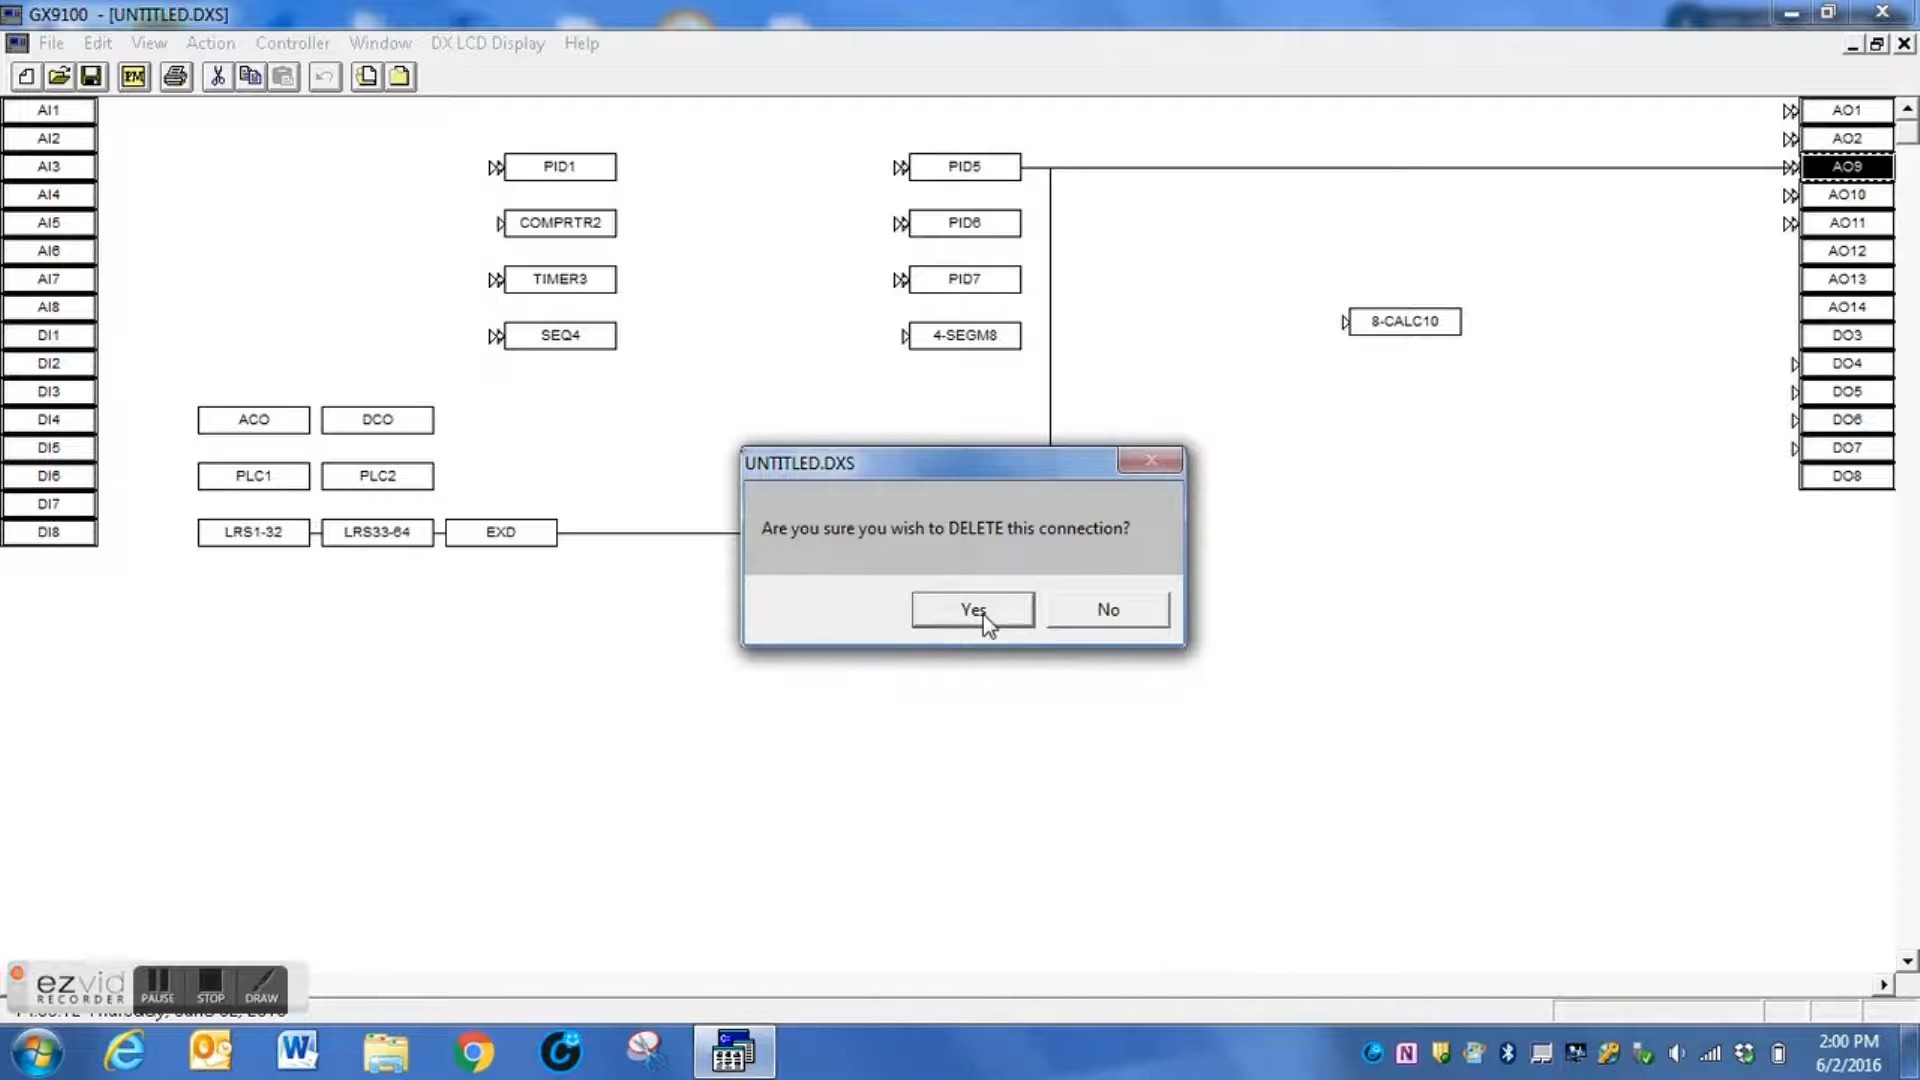 GX9100 - [UNTITLED.DXS]
File Edit View Action Controller Window DX LCD Display Help
PM
AI1
AI2
AI3
AI4
AI5
AI6
AI7
AI8
DI1
DI2
DI3
DI4
DI5
DI6
DI7
DI8
PID1
COMPRTR2
TIMER3
SEQ4
ACO DCO
PLC1 PLC2
LRS1-32 LRS33-64 EXD
PID5
PID6
PID7
4-SEGM8
8-CALC10
AO1
AO2
AO9
AO10
AO11
AO12
AO13
AO14
DO3
DO4
DO5
DO6
DO7
DO8
UNTITLED.DXS
Are you sure you wish to DELETE this connection?
Yes No
ezvid
RECORDER
PAUSE STOP DRAW
2:00 PM
6/2/2016